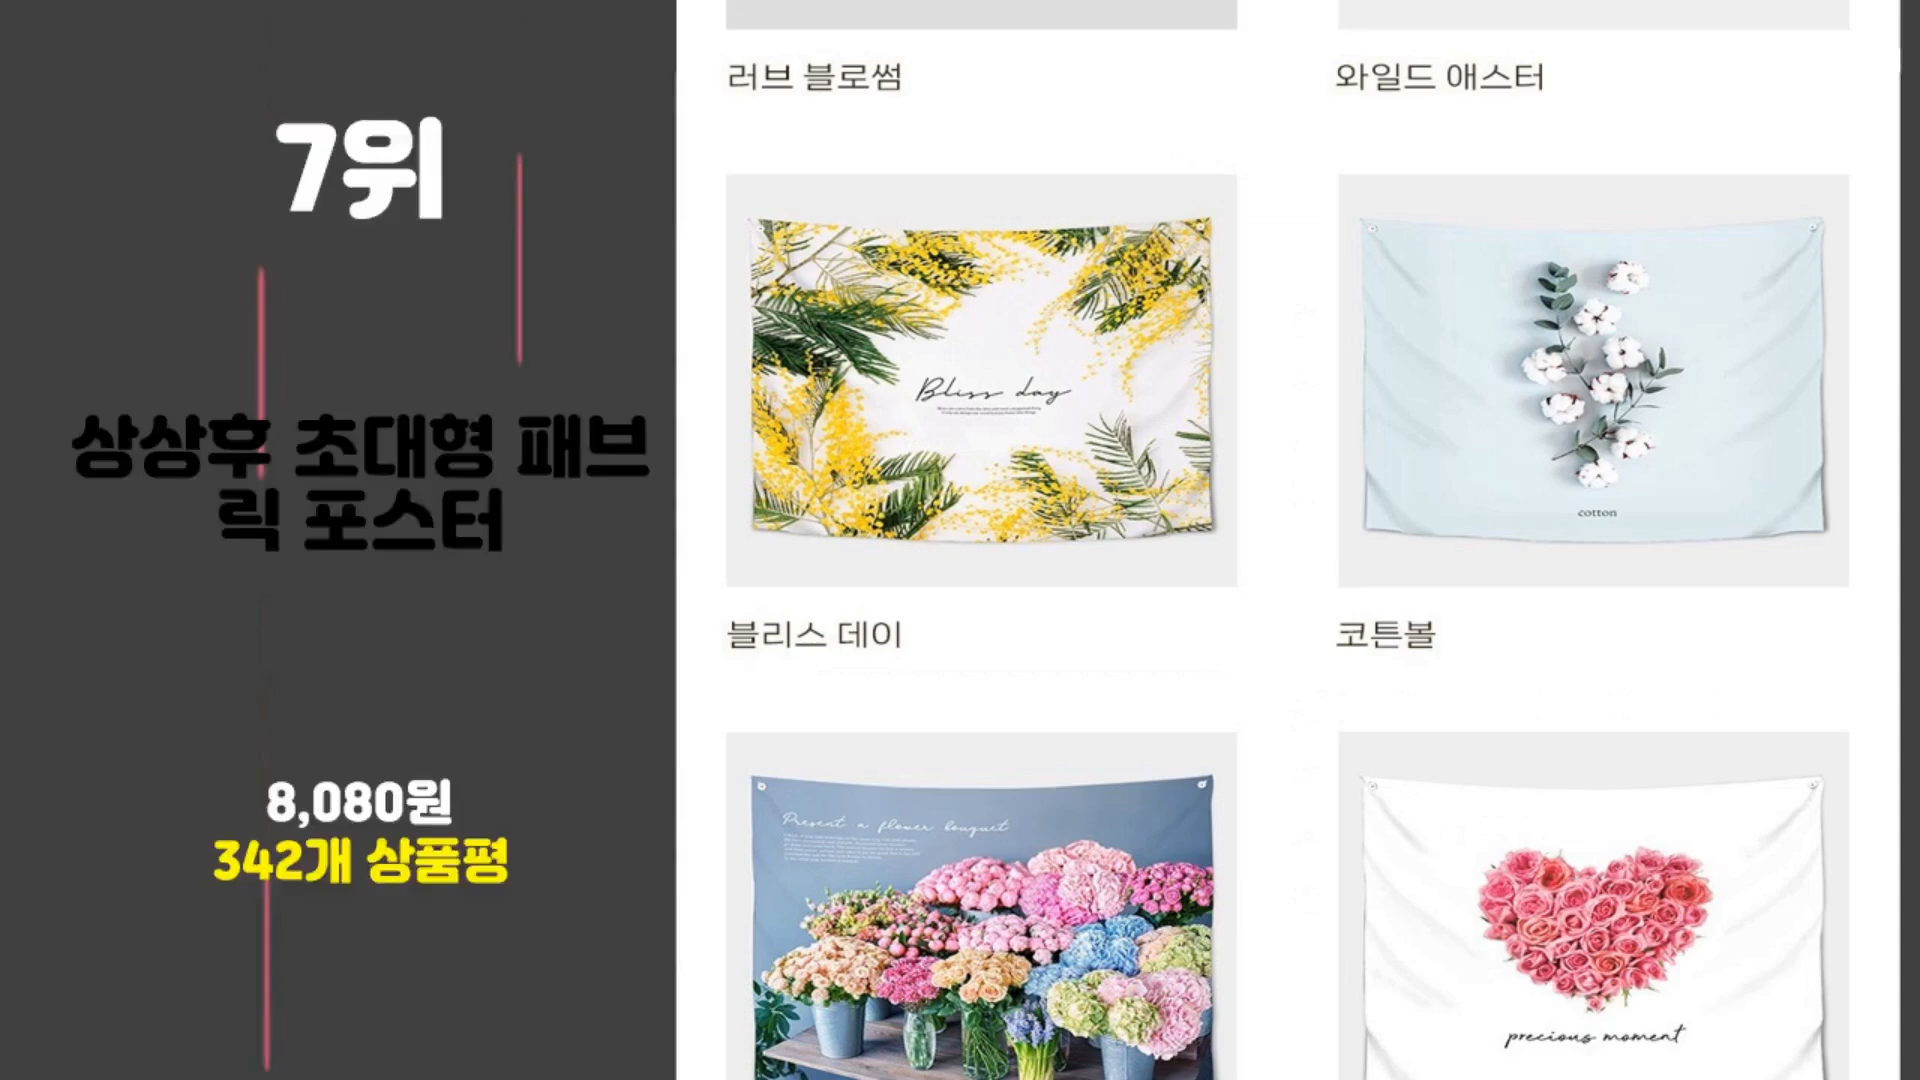 7위
상상후 초대형 패브
릭 포스터
8,080원
342개 상품평
러브 블로썸
와일드 애스터
Bliss day
cotton
블리스 데이
코튼볼
Present a flower bouquet
precious moment